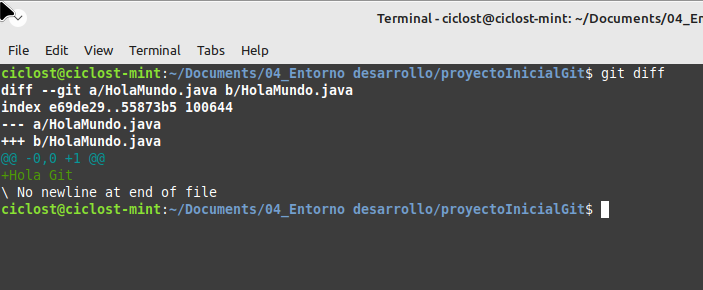 Terminal - ciclost@ciclost-mint: ~/Documents/04_En
File Edit View Terminal Tabs Help
ciclost@ciclost-mint:~/Documents/04_Entorno desarrollo/proyectoInicialGit$ git diff
diff --git a/HolaMundo.java b/HolaMundo.java
index e69de29..55873b5 100644
--- a/HolaMundo.java
+++ b/HolaMundo.java
@@ -0,0 +1 @@
+Hola Git
\ No newline at end of file
ciclost@ciclost-mint:~/Documents/04_Entorno desarrollo/proyectoInicialGit$